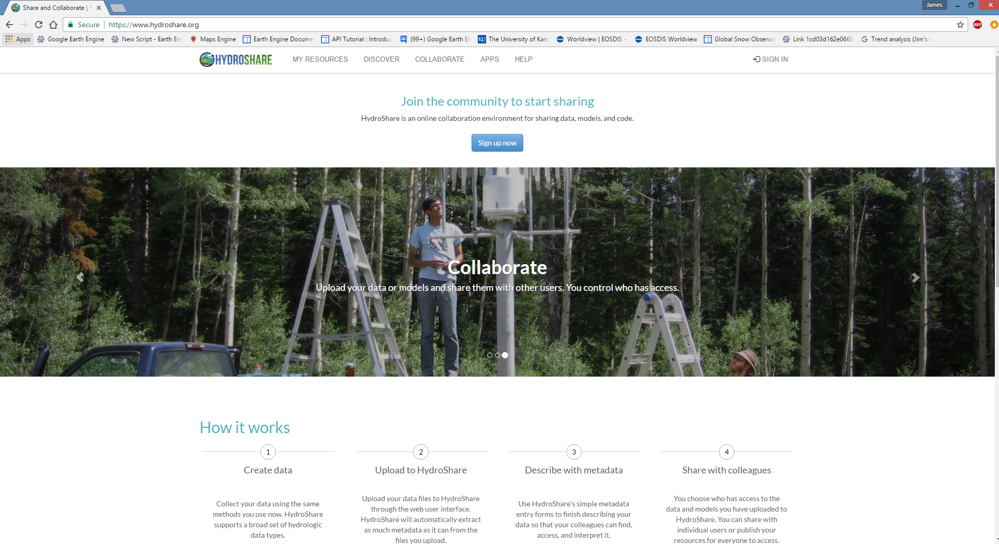 Share and Collaborate |
James
Secure
https://www.hydroshare.org
ABP
Apps
Google Earth Engine
New Script - Earth Eng
Maps Engine
Earth Engine Docume
API Tutorial : Introduc
(99+) Google Earth En
KU The University of Kans
Worldview | EOSDIS -
EOSDIS Worldview
Global Snow Observat
Link 1cd03d162e0668
Trend analysis (Jim's v
HYDROSHARE
MY RESOURCES
DISCOVER
COLLABORATE
APPS
HELP
SIGN IN
Join the community to start sharing
HydroShare is an online collaboration environment for sharing data, models, and code.
Sign up now
Collaborate
Upload your data or models and share them with other users. You control who has access.
How it works
1
Create data
Collect your data using the same
methods you use now. HydroShare
supports a broad set of hydrologic
data types.
2
Upload to HydroShare
Upload your data files to HydroShare
through the web user interface.
HydroShare will automatically extract
as much metadata as it can from the
files you upload.
3
Describe with metadata
Use HydroShare's simple metadata
entry forms to finish describing your
data so that your colleagues can find,
access, and interpret it.
4
Share with colleagues
You choose who has access to the
data and models you have uploaded to
HydroShare. You can share with
individual users or publish your
resources for everyone to access.